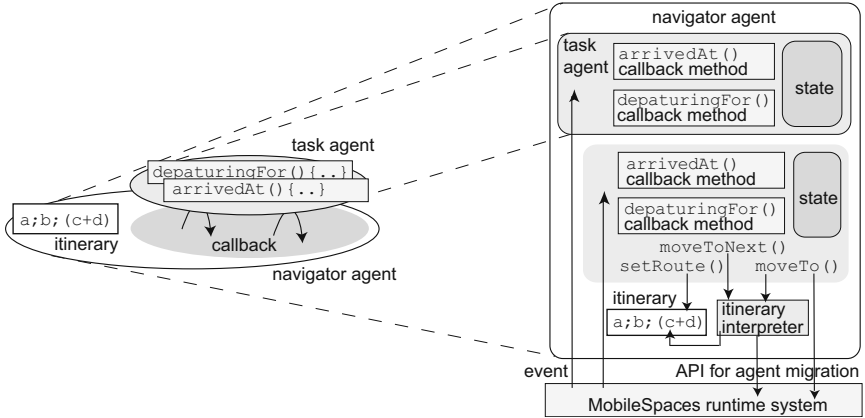 task agent
depaturingFor(){..}
arrivedAt(){..}
a;b;(c+d)
itinerary
callback
navigator agent
navigator agent
task
agent
arrivedAt()
callback method
depaturingFor()
callback method
state
arrivedAt()
callback method
depaturingFor()
callback method
state
moveToNext()
setRoute()
moveTo()
itinerary
a;b;(c+d)
itinerary
interpreter
event
API for agent migration
MobileSpaces runtime system